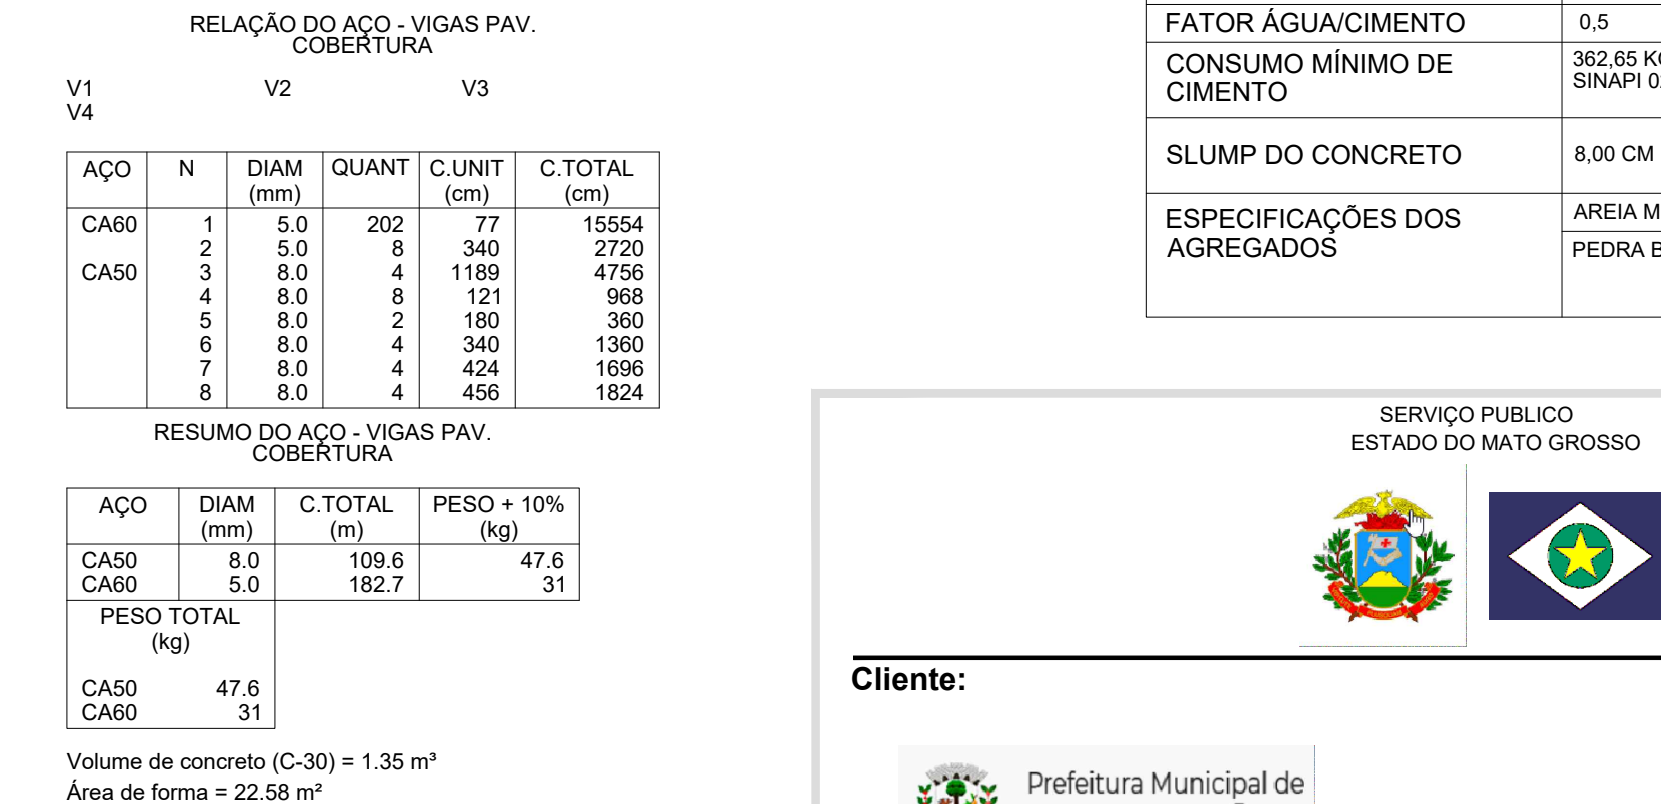 RELAÇÃO DO AÇO - VIGAS PAV.
COBERTURA
V1 V2 V3
V4
AÇO N DIAM QUANT C.UNIT C.TOTAL
(mm) (cm) (cm)
CA60 1 5.0 202 77 15554
2 5.0 8 340 2720
CA50 3 8.0 4 1189 4756
4 8.0 8 121 968
5 8.0 2 180 360
6 8.0 4 340 1360
7 8.0 4 424 1696
8 8.0 4 456 1824
RESUMO DO AÇO - VIGAS PAV.
COBERTURA
AÇO DIAM C.TOTAL PESO + 10%
(mm) (m) (kg)
CA50 8.0 109.6 47.6
CA60 5.0 182.7 31
PESO TOTAL
(kg)
CA50 47.6
CA60 31
Volume de concreto (C-30) = 1.35 m³
Área de forma = 22.58 m²
FATOR ÁGUA/CIMENTO 0,5
CONSUMO MÍNIMO DE
CIMENTO
362,65
SINAPI
SLUMP DO CONCRETO 8,00 CM
ESPECIFICAÇÕES DOS
AGREGADOS
AREIA
PEDRA
SERVIÇO PUBLICO
ESTADO DO MATO GROSSO
Cliente:
Prefeitura Municipal de